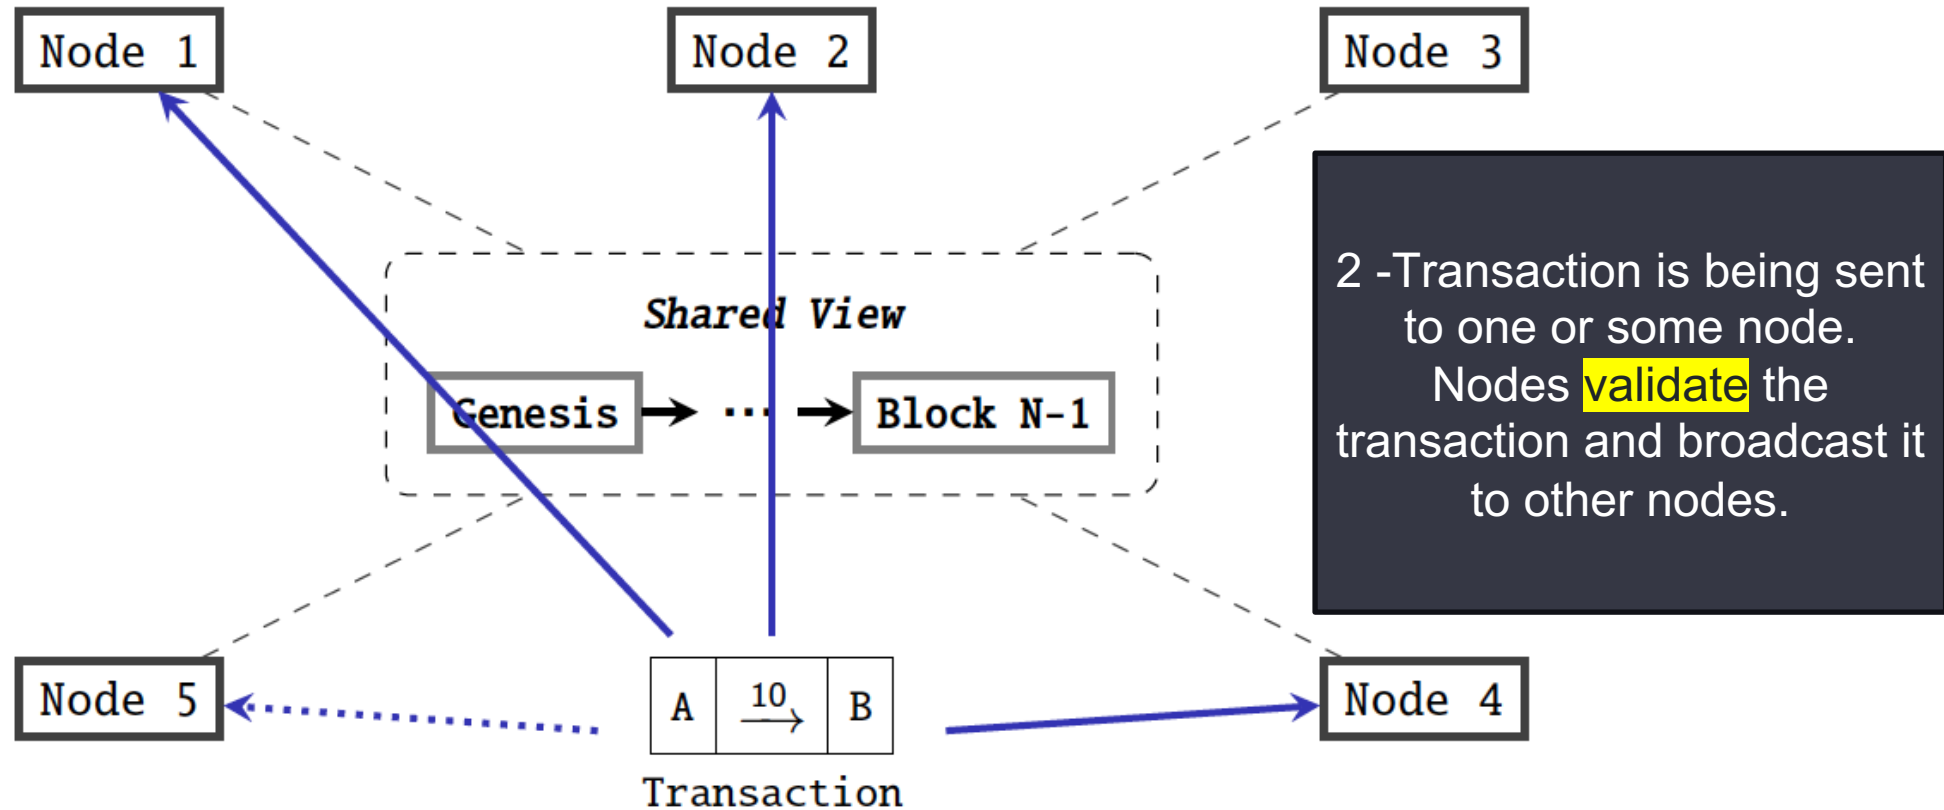 Node 1
Node 2
Node 3
Shared View
Genesis
...
Block N-1
2 -Transaction is being sent
to one or some node.
Nodes validate the
transaction and broadcast it
to other nodes.
Node 5
A
10
B
Node 4
Transaction